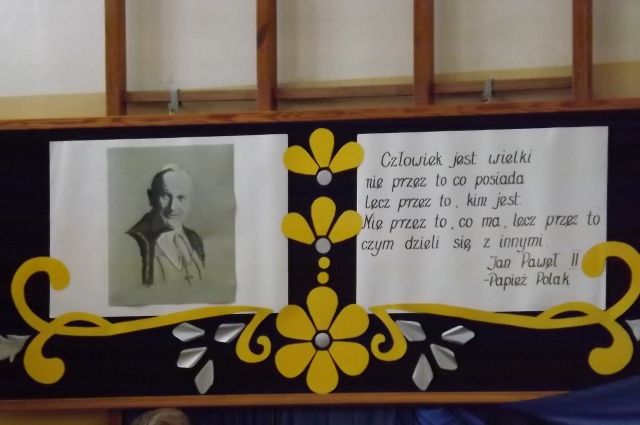 Człowiek jest wielki
nie przez to co posiada
Lecz przez to, kim jest.
Nie przez to, co ma, lecz przez to
czym dzieli się z innymi.
Jan Paweł II
-Papież Polak